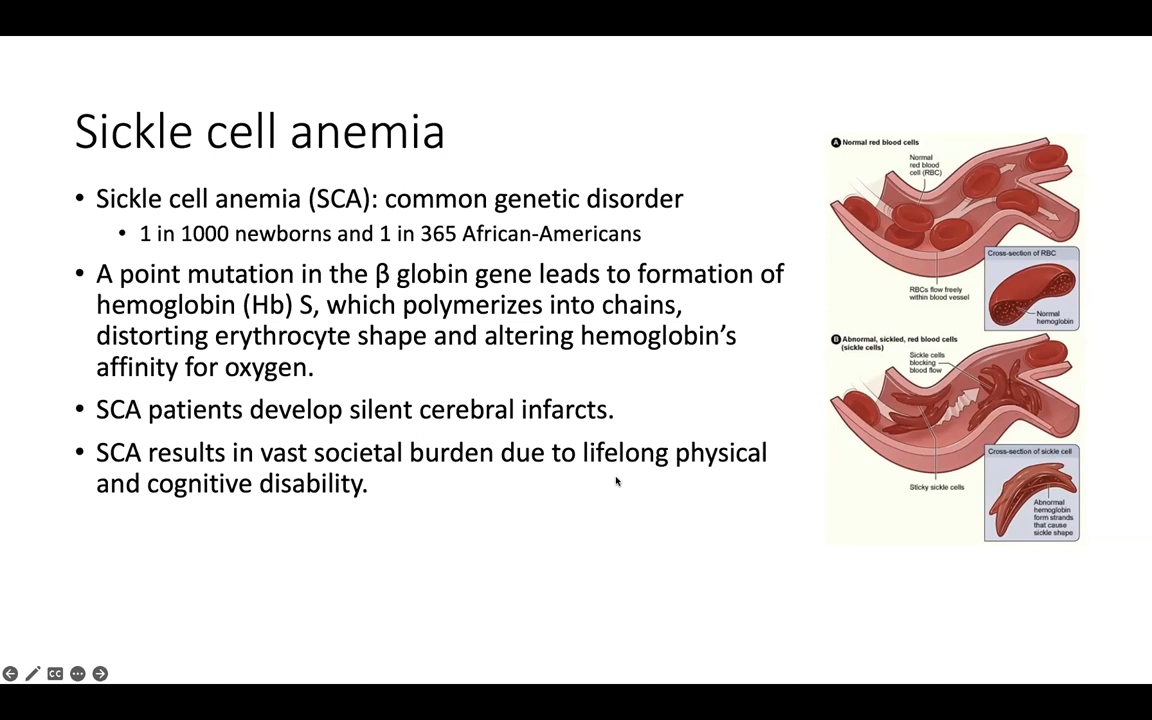 Sickle cell anemia
• Sickle cell anemia (SCA): common genetic disorder
• 1 in 1000 newborns and 1 in 365 African-Americans
• A point mutation in the β globin gene leads to formation of
hemoglobin (Hb) S, which polymerizes into chains,
distorting erythrocyte shape and altering hemoglobin’s
affinity for oxygen.
• SCA patients develop silent cerebral infarcts.
• SCA results in vast societal burden due to lifelong physical
and cognitive disability.
A Normal red blood cells
Normal
red blood
cell (RBC)
Cross-section of RBC
RBCs flow freely
within blood vessel
Normal
hemoglobin
B Abnormal, sickled, red blood cells
(sickle cells)
Sickle cells
blocking
blood flow
Cross-section of sickle cell
Sticky sickle cells
Abnormal
hemoglobin
form strands
that cause
sickle shape
CC